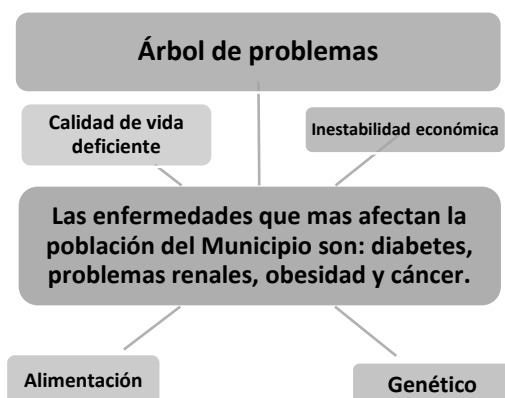 Árbol de problemas
Calidad de vida
deficiente
Inestabilidad económica
Las enfermedades que mas afectan la
población del Municipio son: diabetes,
problemas renales, obesidad y cáncer.
Alimentación
Genético